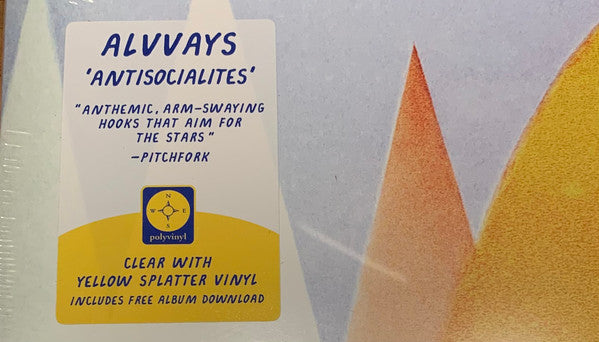 ALVVAYS
'ANTISOCIALITES'
"ANTHEMIC, ARM-SWAYING
HOOKS THAT AIM FOR
THE STARS"
—PITCHFORK
N
W E
S
polyvinyl
CLEAR WITH
YELLOW SPLATTER VINYL
INCLUDES FREE ALBUM DOWNLOAD